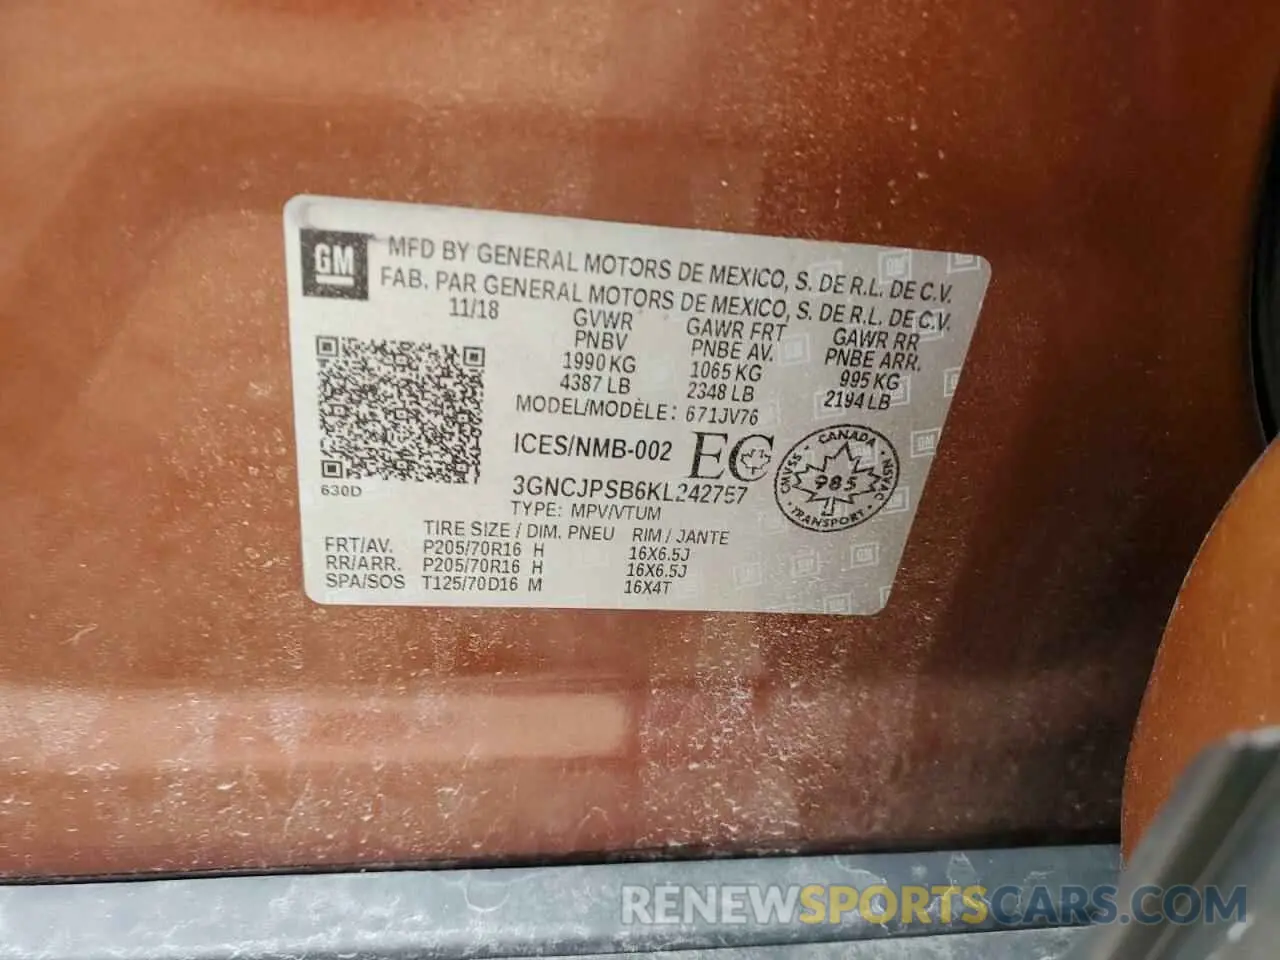 GM
MFD BY GENERAL MOTORS DE MEXICO, S. DE R.L. DE C.V.
FAB. PAR GENERAL MOTORS DE MEXICO, S. DE R.L. DE C.V.
11/18
GVWR GAWR FRT GAWR RR
PNBV PNBE AV. PNBE ARR.
1990 KG 1065 KG 995 KG
4387 LB 2348 LB 2194 LB
MODEL/MODÈLE: 671JV76
ICES/NMB-002 EC
CANADA
SVAC NSVAC
985
TRANSPORT
630D
3GNCJPSB6KL242757
TYPE: MPV/VTUM
TIRE SIZE / DIM. PNEU RIM / JANTE
FRT/AV. P205/70R16 H 16X6.5J
RR/ARR. P205/70R16 H 16X6.5J
SPA/SOS T125/70D16 M 16X4T
RENEWSPORTSCARS.COM